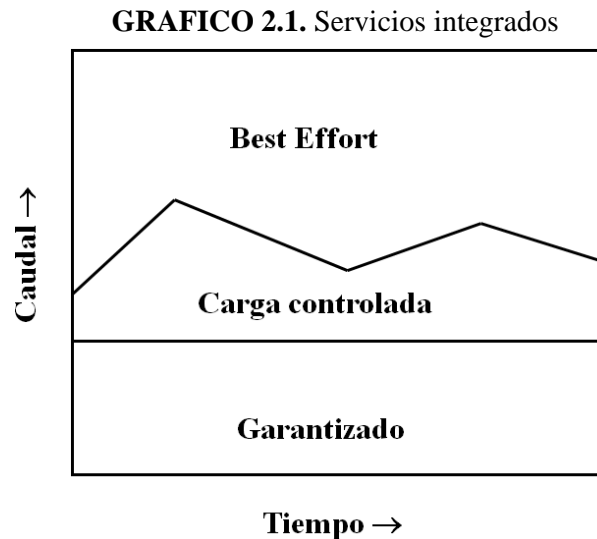 GRAFICO 2.1. Servicios integrados
Best Effort
Caudal →
Carga controlada
Garantizado
Tiempo →